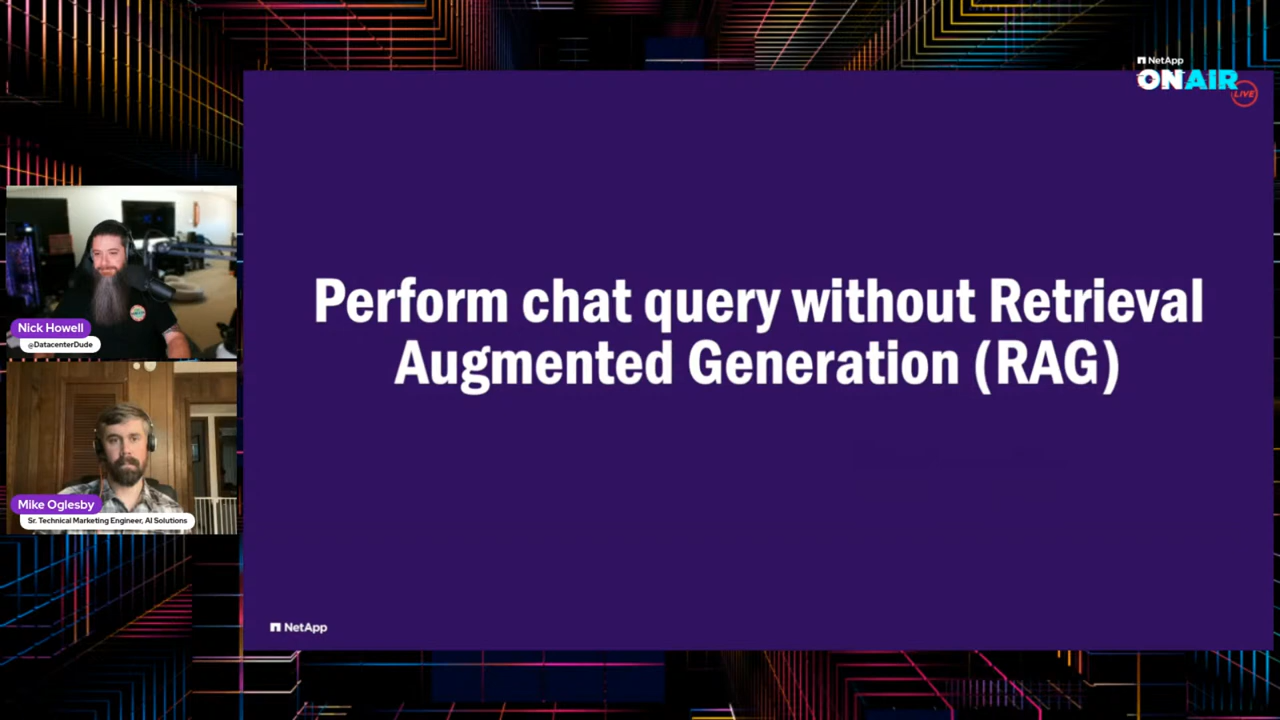 NetApp
ONAIR
LIVE
Perform chat query without Retrieval
Augmented Generation (RAG)
Nick Howell
@DatacenterDude
Mike Oglesby
Sr. Technical Marketing Engineer, AI Solutions
NetApp